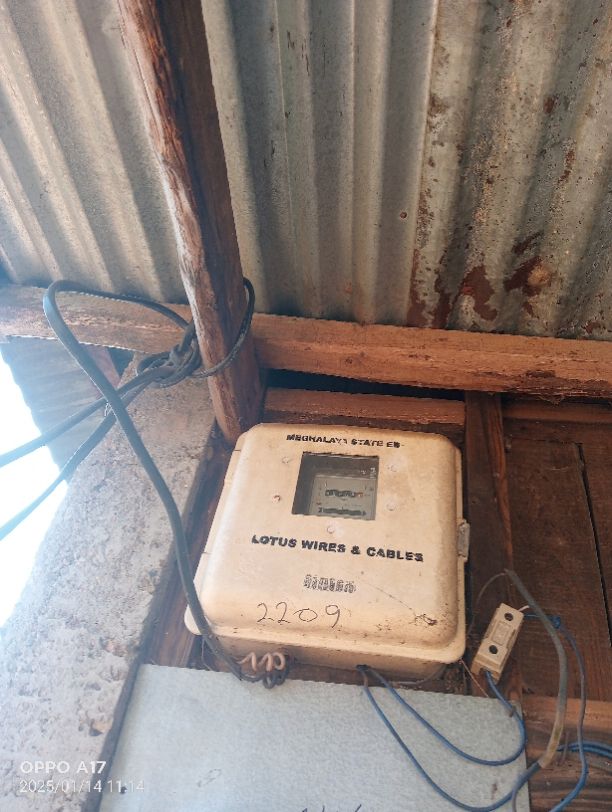 MEGHALAYA STATE EB
LOTUS WIRES & CABLES
2209
OPPO A17
2025/01/14 11:14